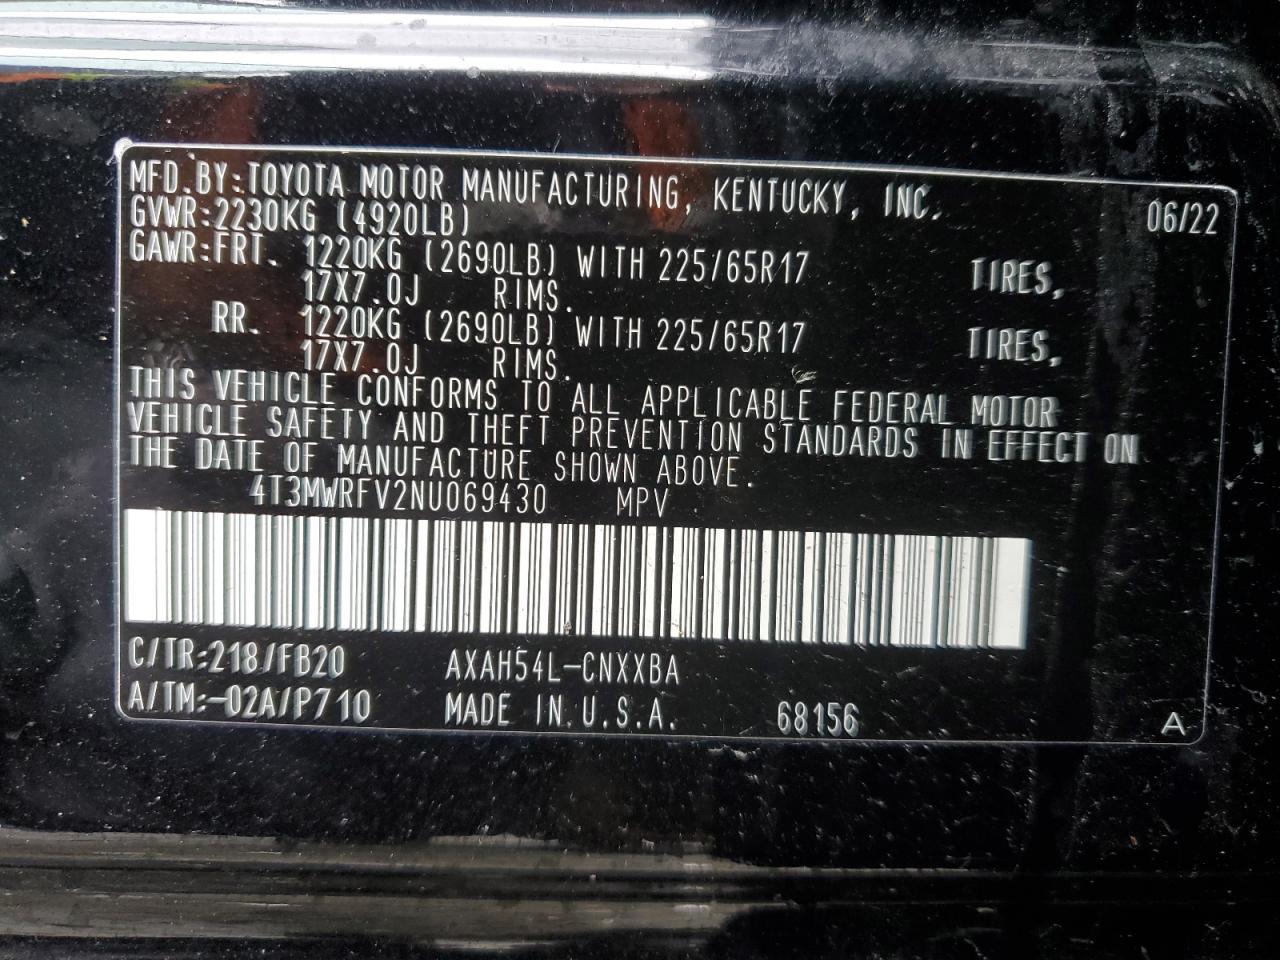 MFD.BY:TOYOTA MOTOR MANUFACTURING, KENTUCKY, INC. 06/22
GVWR:2230KG (4920LB)
GAWR:FRT. 1220KG (2690LB) WITH 225/65R17 TIRES,
17X7.0J RIMS.
RR. 1220KG (2690LB) WITH 225/65R17 TIRES,
17X7.0J RIMS.
THIS VEHICLE CONFORMS TO ALL APPLICABLE FEDERAL MOTOR
VEHICLE SAFETY AND THEFT PREVENTION STANDARDS IN EFFECT ON
THE DATE OF MANUFACTURE SHOWN ABOVE.
4T3MWRFV2NU069430 MPV
C/TR:218/FB20 AXAH54L-CNXXBA
A/TM:-02A/P710 MADE IN U.S.A. 68156 A